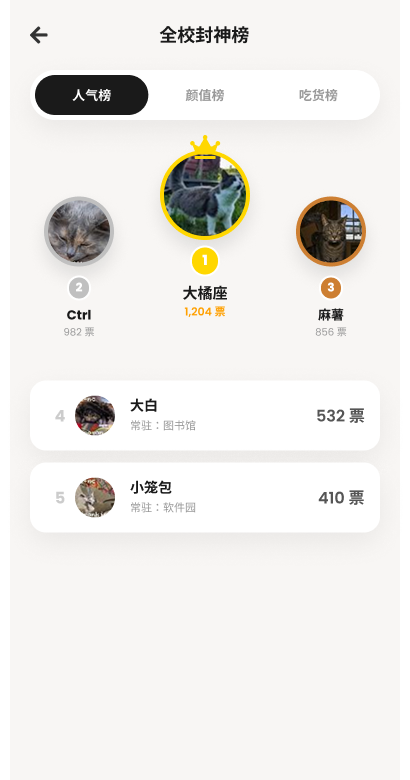 全校封神榜
人气榜
颜值榜
吃货榜
1
大橘座
1,204 票
2
Ctrl
982 票
3
麻薯
856 票
4
大白
常驻：图书馆
532 票
5
小笼包
常驻：软件园
410 票